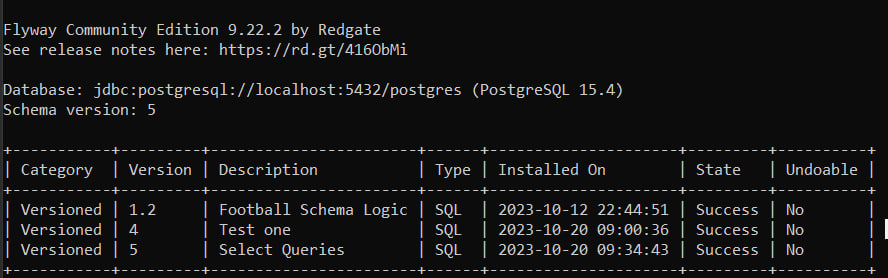 Flyway Community Edition 9.22.2 by Redgate
See release notes here: https://rd.gt/416ObMi
Database: jdbc:postgresql://localhost:5432/postgres (PostgreSQL 15.4)
Schema version: 5
+-----------+---------+-----------------------+------+---------------------+---------+----------+
| Category  | Version | Description           | Type | Installed On        | State   | Undoable |
+-----------+---------+-----------------------+------+---------------------+---------+----------+
| Versioned | 1.2     | Football Schema Logic | SQL  | 2023-10-12 22:44:51 | Success | No       |
| Versioned | 4       | Test one              | SQL  | 2023-10-20 09:00:36 | Success | No       |
| Versioned | 5       | Select Queries        | SQL  | 2023-10-20 09:34:43 | Success | No       |
+-----------+---------+-----------------------+------+---------------------+---------+----------+